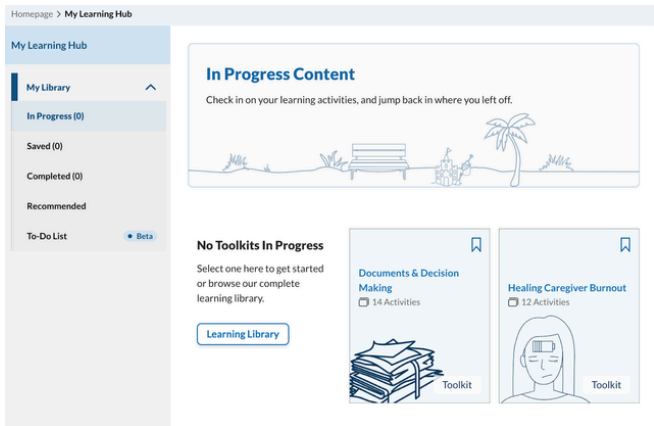 Homepage > My Learning Hub
My Learning Hub
My Library
In Progress (0)
Saved (0)
Completed (0)
Recommended
To-Do List
Beta
In Progress Content
Check in on your learning activities, and jump back in where you left off.
No Toolkits In Progress
Select one here to get started
or browse our complete
learning library.
Learning Library
Documents & Decision
Making
14 Activities
Toolkit
Healing Caregiver Burnout
12 Activities
Toolkit